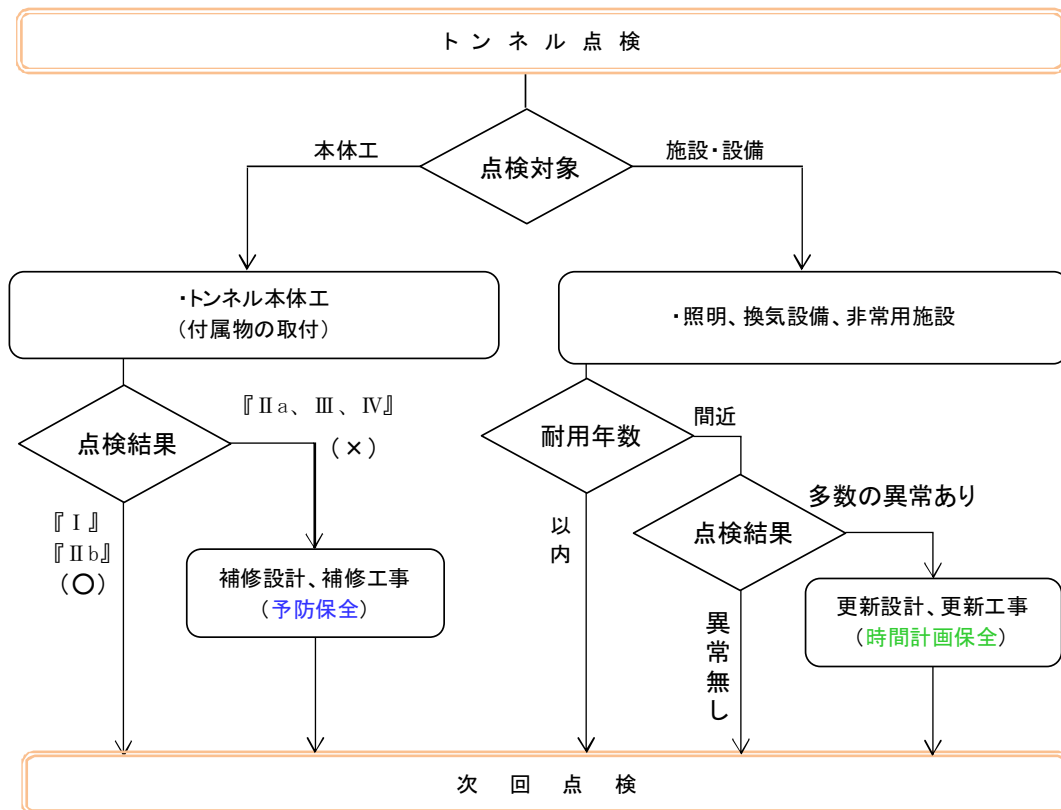 トンネル点検
本体工
点検対象
施設・設備
・トンネル本体工
（付属物の取付）
・照明、換気設備、非常用施設
点検結果
『Ⅱa、Ⅲ、Ⅳ』
（×）
『Ⅰ』
『Ⅱb』
（○）
補修設計、補修工事
（予防保全）
耐用年数
間近
以内
点検結果
多数の異常あり
異常無し
更新設計、更新工事
（時間計画保全）
次回点検